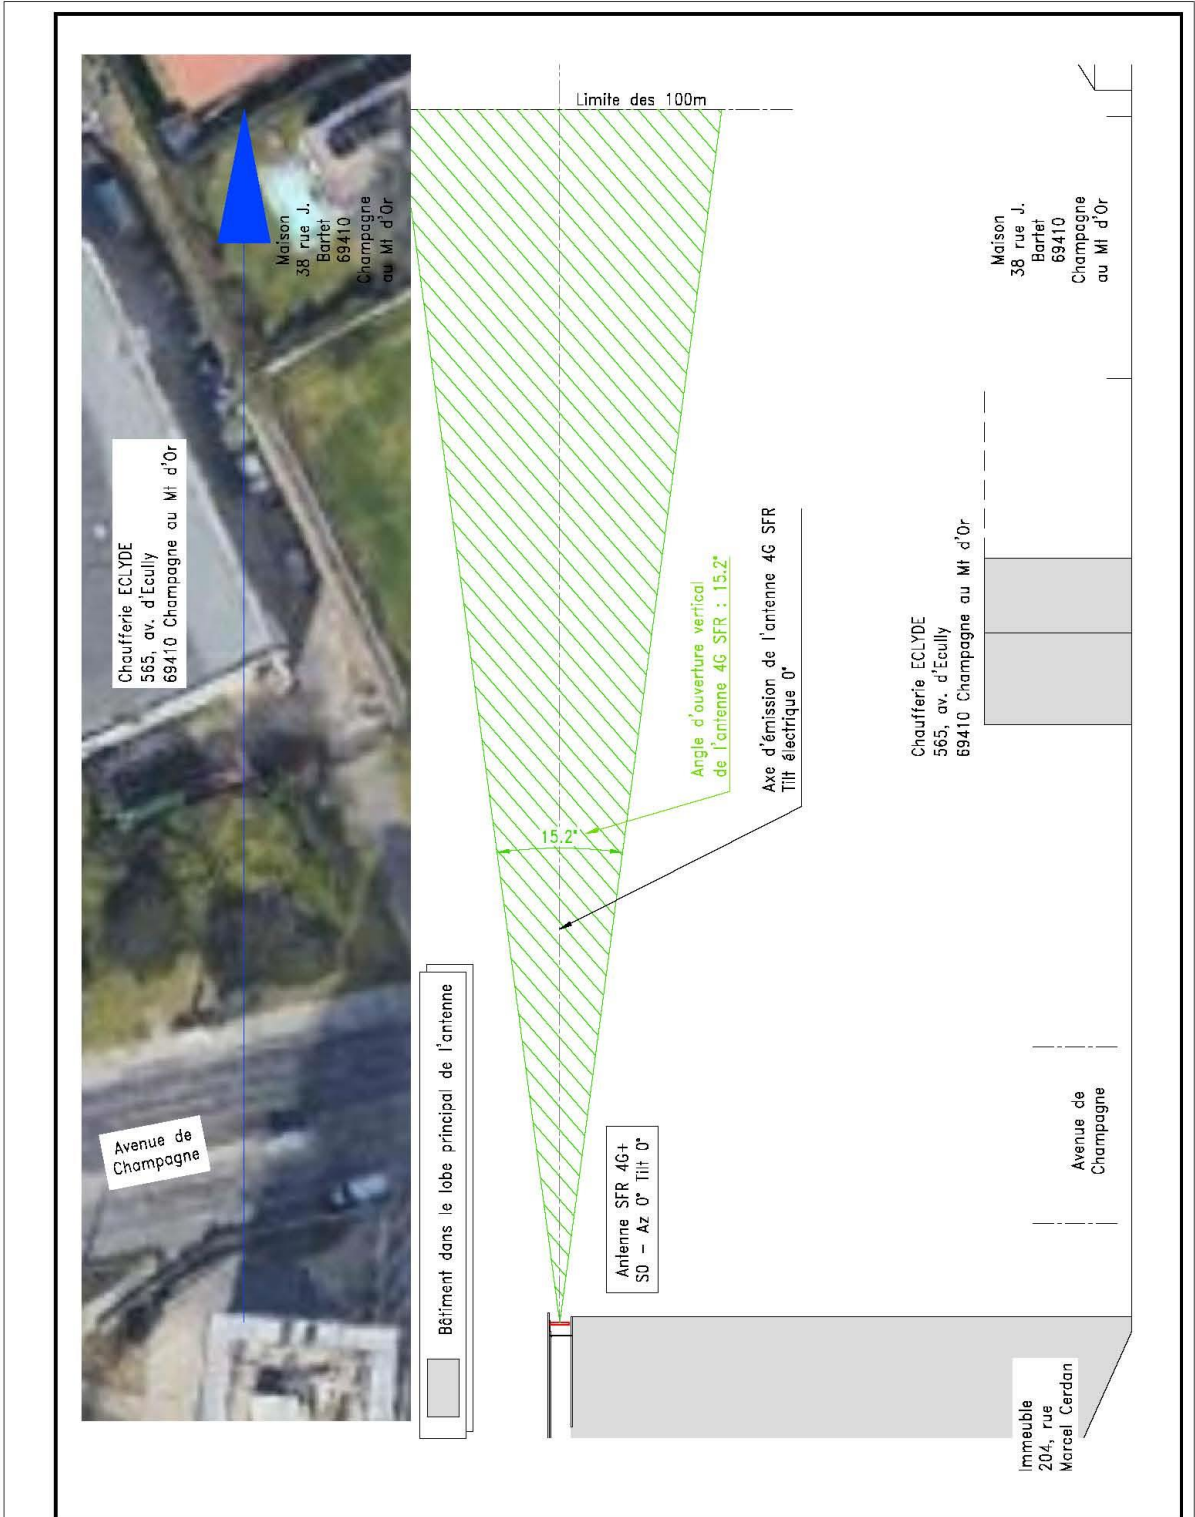 Limite des 100m
Maison
38 rue J.
Bartet
69410
Champagne
au Mt d'Or
Maison
38 rue J.
Bartet
69410
Champagne
au Mt d'Or
Chaufferie ECLYDE
565, av. d'Ecully
69410 Champagne au Mt d'Or
Angle d'ouverture vertical
de l'antenne 4G SFR : 15.2°
Axe d'émission de l'antenne 4G SFR
Tilt électrique 0°
Chaufferie ECLYDE
565, av. d'Ecully
69410 Champagne au Mt d'Or
15.2°
Avenue de
Champagne
Bâtiment dans le lobe principal de l'antenne
Antenne SFR 4G+
S0 - Az 0° Tilt 0°
Avenue de
Champagne
Immeuble
204, rue
Marcel Cerdan